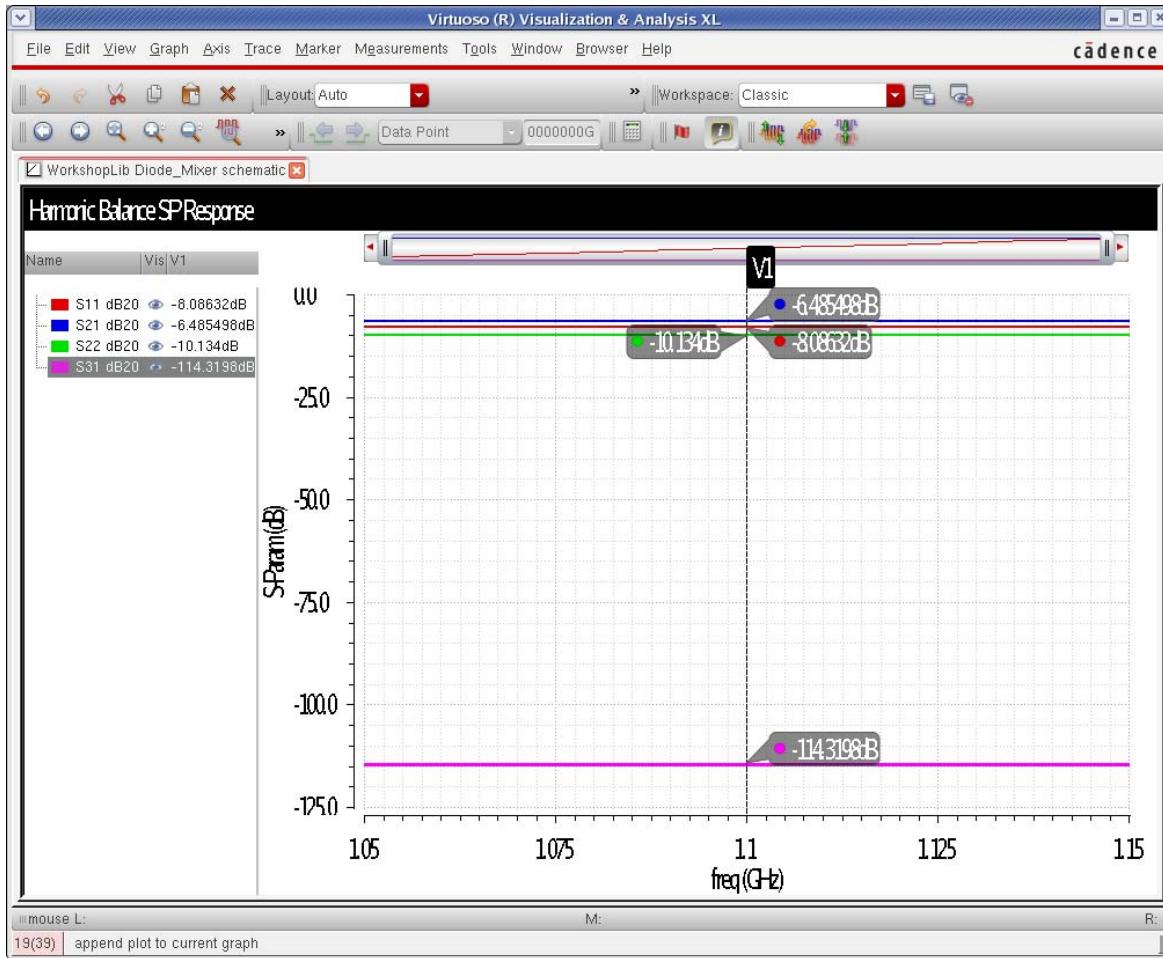 Virtuoso (R) Visualization & Analysis XL
File Edit View Graph Axis Trace Marker Measurements Tools Window Browser Help
cādence
Layout: Auto » Workspace: Classic
» Data Point 0000000G
WorkshopLib Diode_Mixer schematic
Harmonic Balance SP Response
Name Vis V1
S11 dB20 -8.08632dB
S21 dB20 -6.485498dB
S22 dB20 -10.134dB
S31 dB20 -114.3198dB
V1
0.0
-6.485498dB
-10.134dB
-8.08632dB
-25.0
-50.0
S-Param (dB)
-75.0
-100.0
-114.3198dB
-125.0
1.05 1.075 1.1 1.125 1.15
freq (GHz)
mouse L: M: R:
19(39) append plot to current graph